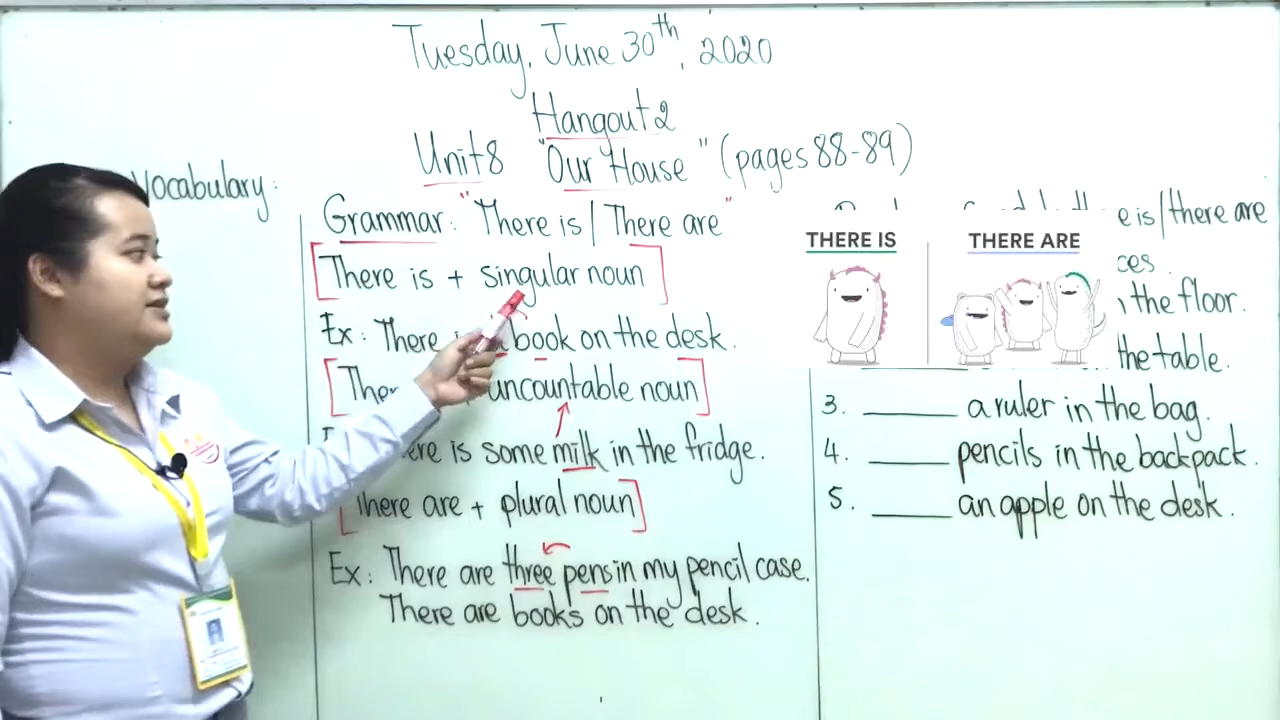 Tuesday, June 30th, 2020
Hangout 2
Unit 8 "Our House" (pages 88-89)
Vocabulary:
Grammar: "There is / There are"
There is + singular noun
Ex: There is a book on the desk.
uncountable noun
is some milk in the fridge.
There are + plural noun
Ex: There are three pens in my pencil case.
There are books on the desk.
is/there are
THERE IS
THERE ARE
the floor.
the table.
3. ______ a ruler in the bag.
4. ______ pencils in the backpack.
5. ______ an apple on the desk.